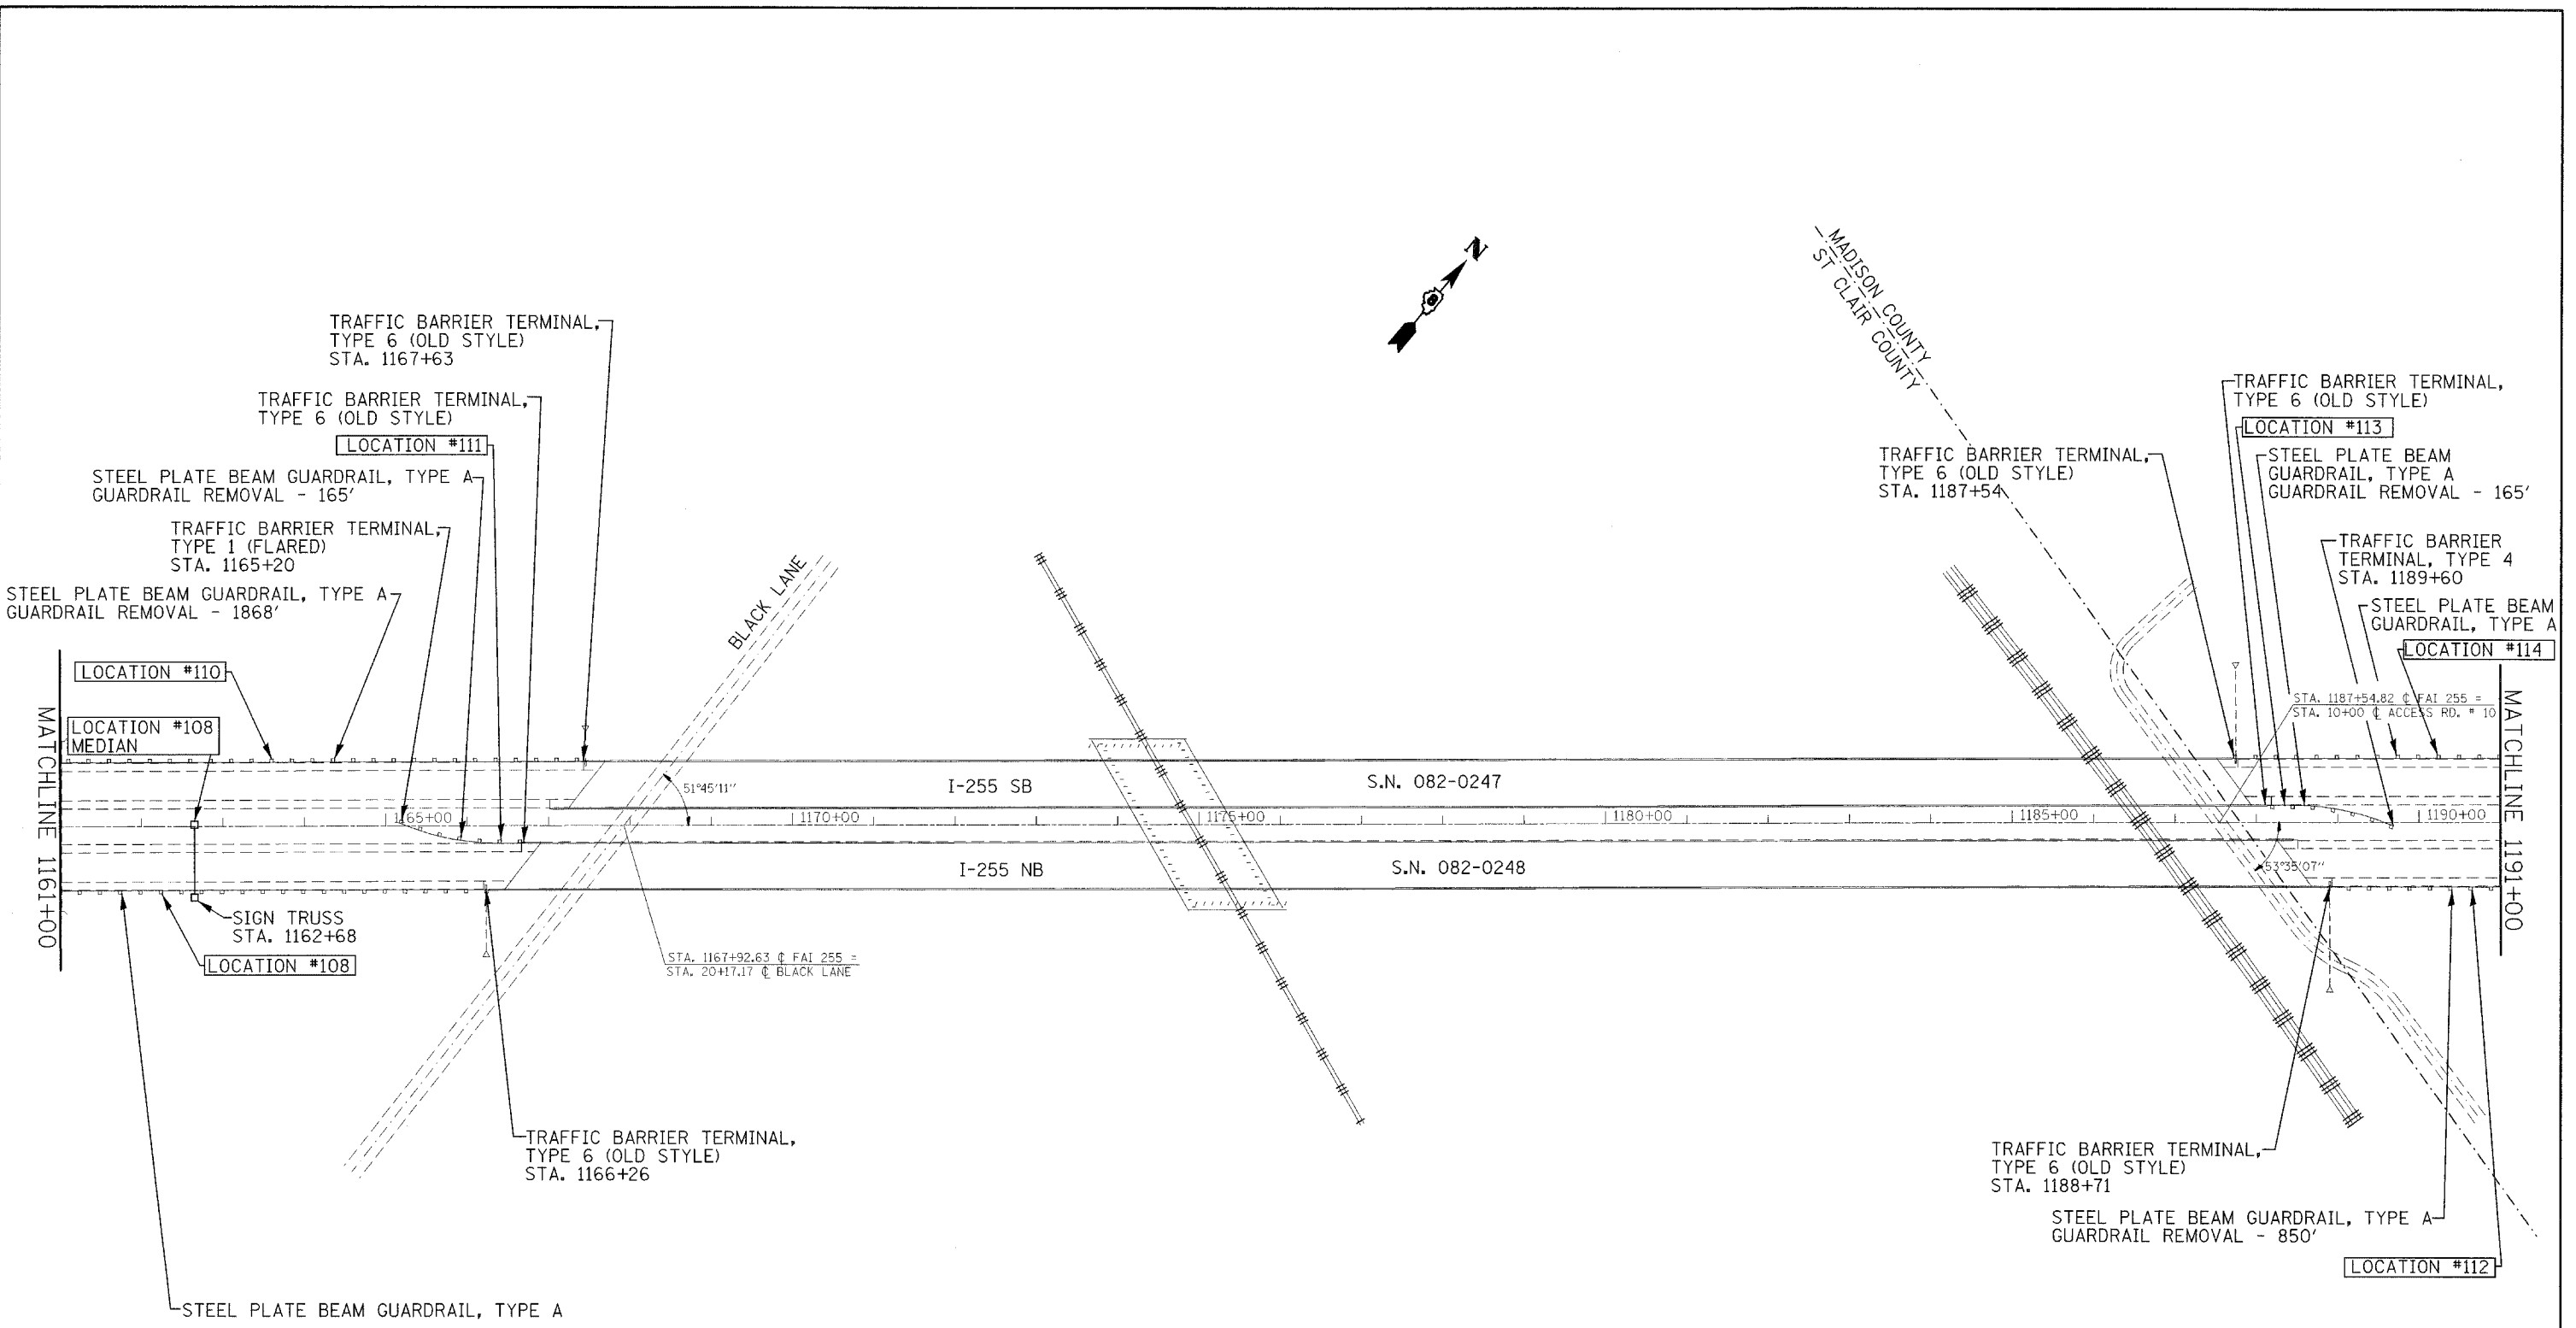 N
MADISON COUNTY
ST CLAIR COUNTY
TRAFFIC BARRIER TERMINAL,
TYPE 6 (OLD STYLE)
STA. 1167+63
TRAFFIC BARRIER TERMINAL,
TYPE 6 (OLD STYLE)
LOCATION #111
STEEL PLATE BEAM GUARDRAIL, TYPE A
GUARDRAIL REMOVAL - 165'
TRAFFIC BARRIER TERMINAL,
TYPE 1 (FLARED)
STA. 1165+20
STEEL PLATE BEAM GUARDRAIL, TYPE A
GUARDRAIL REMOVAL - 1868'
LOCATION #110
LOCATION #108
MEDIAN
MATCHLINE 1161+00
BLACK LANE
TRAFFIC BARRIER TERMINAL,
TYPE 6 (OLD STYLE)
LOCATION #113
TRAFFIC BARRIER TERMINAL,
TYPE 6 (OLD STYLE)
STA. 1187+54
STEEL PLATE BEAM
GUARDRAIL, TYPE A
GUARDRAIL REMOVAL - 165'
TRAFFIC BARRIER
TERMINAL, TYPE 4
STA. 1189+60
STEEL PLATE BEAM
GUARDRAIL, TYPE A
LOCATION #114
STA. 1187+54.82 ℄ FAI 255 =
STA. 10+00 ℄ ACCESS RD. # 10
MATCHLINE 1191+00
51°45'11"
I-255 SB
S.N. 082-0247
1165+00
1170+00
1175+00
1180+00
1185+00
1190+00
I-255 NB
S.N. 082-0248
53°35'07"
SIGN TRUSS
STA. 1162+68
LOCATION #108
STA. 1167+92.63 ℄ FAI 255 =
STA. 20+17.17 ℄ BLACK LANE
TRAFFIC BARRIER TERMINAL,
TYPE 6 (OLD STYLE)
STA. 1166+26
TRAFFIC BARRIER TERMINAL,
TYPE 6 (OLD STYLE)
STA. 1188+71
STEEL PLATE BEAM GUARDRAIL, TYPE A
GUARDRAIL REMOVAL - 850'
LOCATION #112
STEEL PLATE BEAM GUARDRAIL, TYPE A